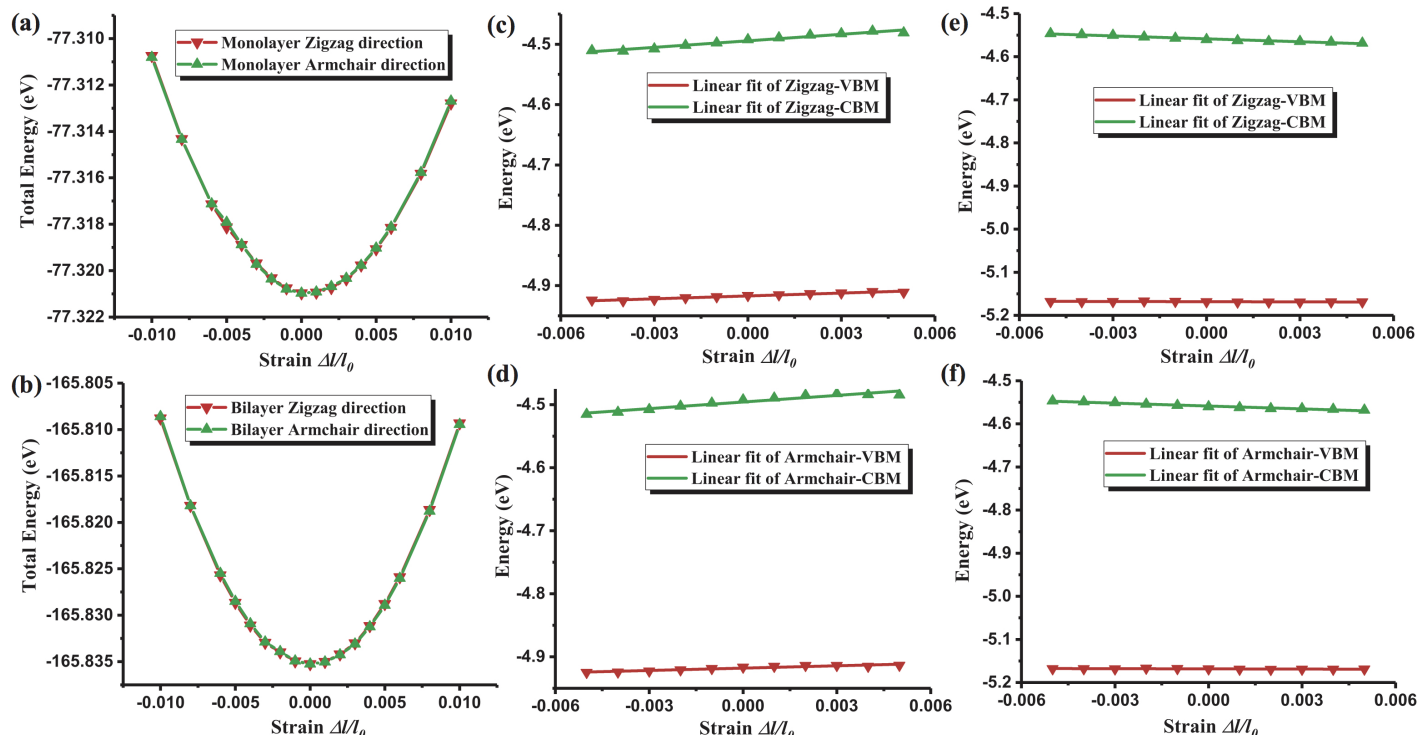 (a)
-77.310
-77.312
-77.314
-77.316
-77.318
-77.320
-77.322
Total Energy (eV)
Monolayer Zigzag direction
Monolayer Armchair direction
-0.010 -0.005 0.000 0.005 0.010
Strain Δl/l0
(c)
-4.5
-4.6
-4.7
-4.8
-4.9
Energy (eV)
Linear fit of Zigzag-VBM
Linear fit of Zigzag-CBM
-0.006 -0.003 0.000 0.003 0.006
Strain Δl/l0
(e)
-4.5
-4.6
-4.7
-4.8
-4.9
-5.0
-5.1
-5.2
Energy (eV)
Linear fit of Zigzag-VBM
Linear fit of Zigzag-CBM
-0.006 -0.003 0.000 0.003 0.006
Strain Δl/l0
(b)
-165.805
-165.810
-165.815
-165.820
-165.825
-165.830
-165.835
Total Energy (eV)
Bilayer Zigzag direction
Bilayer Armchair direction
-0.010 -0.005 0.000 0.005 0.010
Strain Δl/l0
(d)
-4.5
-4.6
-4.7
-4.8
-4.9
Energy (eV)
Linear fit of Armchair-VBM
Linear fit of Armchair-CBM
-0.006 -0.003 0.000 0.003 0.006
Strain Δl/l0
(f)
-4.5
-4.6
-4.7
-4.8
-4.9
-5.0
-5.1
-5.2
Energy (eV)
Linear fit of Armchair-VBM
Linear fit of Armchair-CBM
-0.006 -0.003 0.000 0.003 0.006
Strain Δl/l0